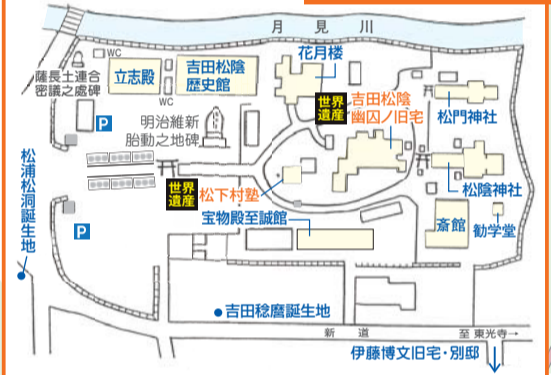 月見川
WC
薩長土連合
密議之處碑
立志殿
WC
吉田松陰
歴史館
花月楼
世界
遺産
吉田松陰
幽囚ノ旧宅
松門神社
P
明治維新
胎動之地碑
松浦松洞誕生地
世界
遺産
松下村塾
松陰神社
宝物殿至誠館
斎館
勧学堂
P
吉田稔麿誕生地
新道
至東光寺→
伊藤博文旧宅・別邸